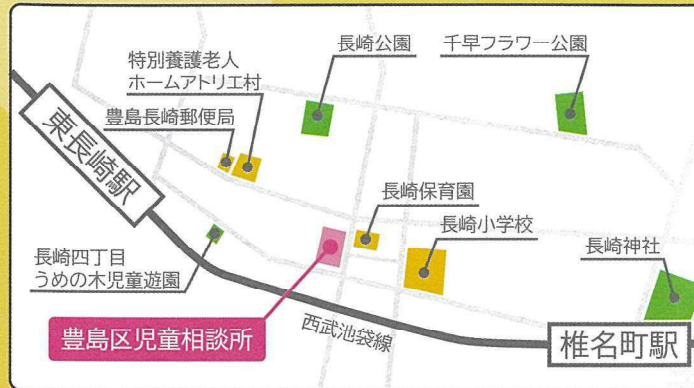 特別養護老人
ホームアトリエ村
長崎公園
千早フラワー公園
豊島長崎郵便局
東長崎駅
長崎保育園
長崎小学校
長崎神社
長崎四丁目
うめの木児童遊園
豊島区児童相談所
西武池袋線
椎名町駅